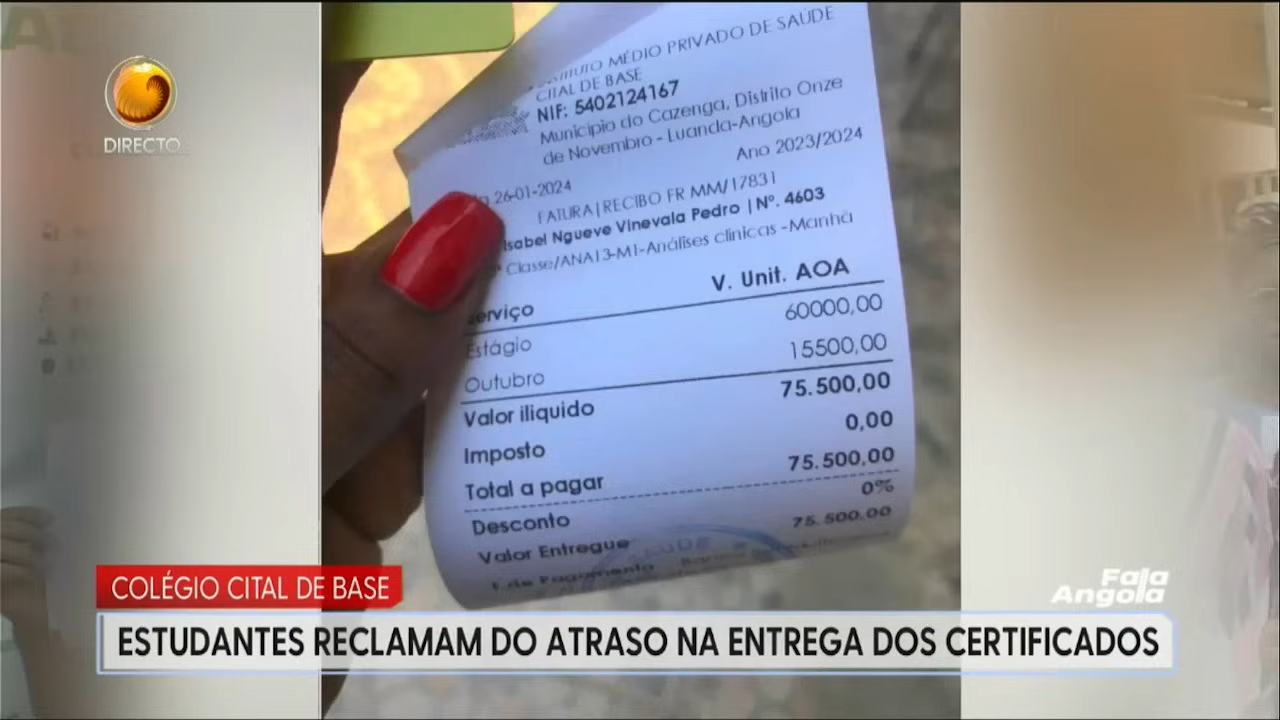 DIRECTO
MÉDIO PRIVADO DE SAÚDE
CITAL DE BASE
NIF: 5402124167
Município do Cazenga, Distrito Onze
de Novembro - Luanda-Angola
Ano 2023/2024
26-01-2024
FATURA|RECIBO FR MM/17831
Isabel Ngueve Vinevala Pedro |Nº. 4603
Classe/ANA13-M1-Análises clinicas -Manhã
V. Unit. AOA
Estágio 60000,00
Outubro 15500,00
Valor iliquido 75.500,00
Imposto 0,00
Total a pagar 75.500,00
Desconto 0%
Valor Entregue 75.500,00
COLÉGIO CITAL DE BASE
Fala
Angola
ESTUDANTES RECLAMAM DO ATRASO NA ENTREGA DOS CERTIFICADOS